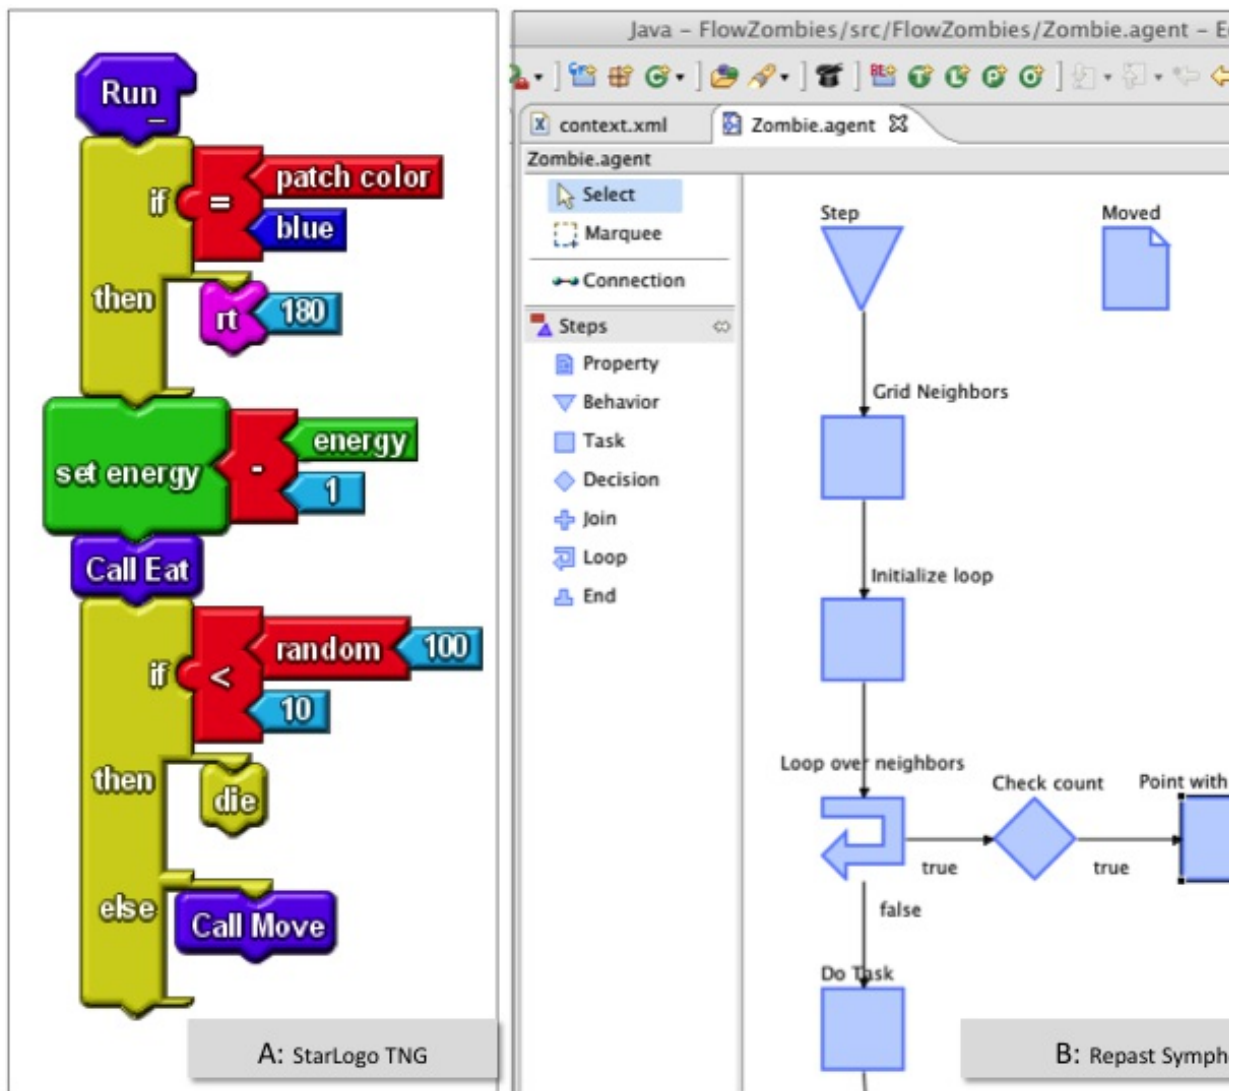 Run
if
=
patch color
blue
then
rt
180
set energy
-
energy
1
Call Eat
if
<
random
100
10
then
die
else
Call Move
A: StarLogo TNG
Java – FlowZombies/src/FlowZombies/Zombie.agent – E
context.xml
Zombie.agent
Zombie.agent
Select
Marquee
Connection
Steps
Property
Behavior
Task
Decision
Join
Loop
End
Step
Moved
Grid Neighbors
Initialize loop
Loop over neighbors
Check count
Point with
true
true
false
Do Task
B: Repast Symph